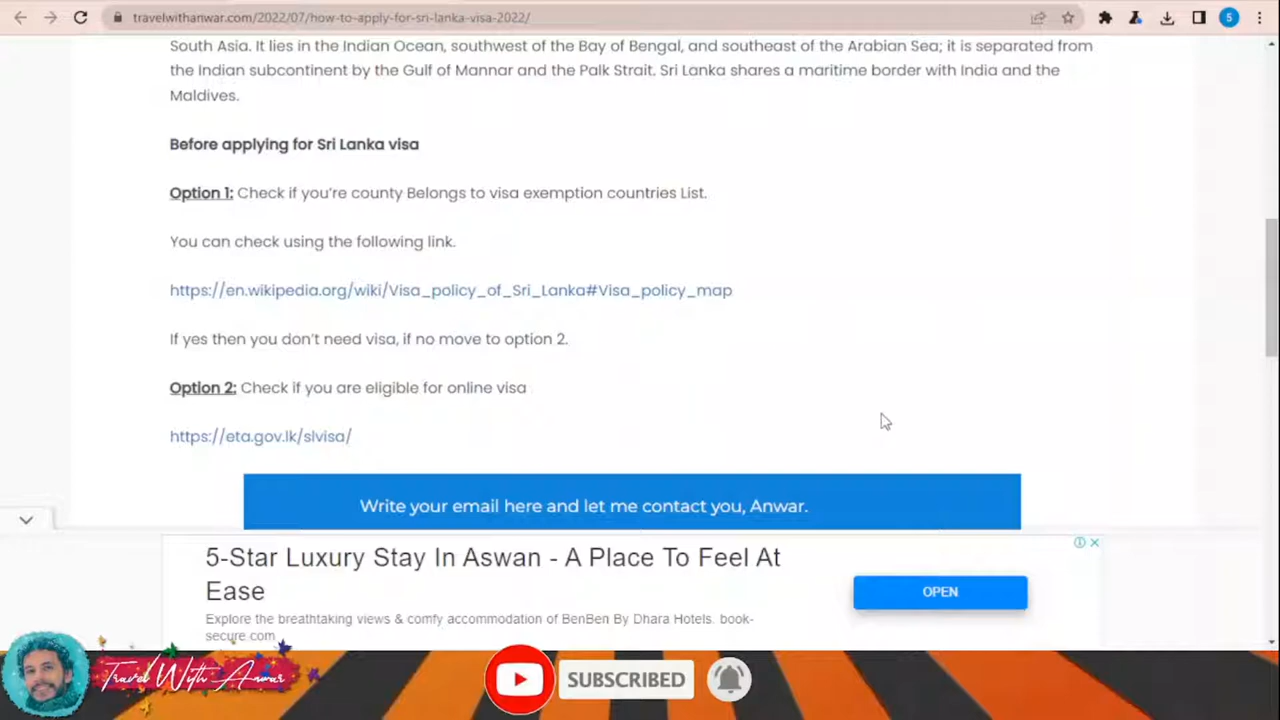 travelwithanwar.com/2022/07/how-to-apply-for-sri-lanka-visa-2022/
5
South Asia. It lies in the Indian Ocean, southwest of the Bay of Bengal, and southeast of the Arabian Sea; it is separated from
the Indian subcontinent by the Gulf of Mannar and the Palk Strait. Sri Lanka shares a maritime border with India and the
Maldives.
Before applying for Sri Lanka visa
Option 1: Check if you're county Belongs to visa exemption countries List.
You can check using the following link.
https://en.wikipedia.org/wiki/Visa_policy_of_Sri_Lanka#Visa_policy_map
If yes then you don't need visa, if no move to option 2.
Option 2: Check if you are eligible for online visa
https://eta.gov.lk/slvisa/
Write your email here and let me contact you, Anwar.
5-Star Luxury Stay In Aswan - A Place To Feel At
Ease
OPEN
Explore the breathtaking views & comfy accommodation of BenBen By Dhara Hotels. book-
secure.com
Travel With Anwar
SUBSCRIBED